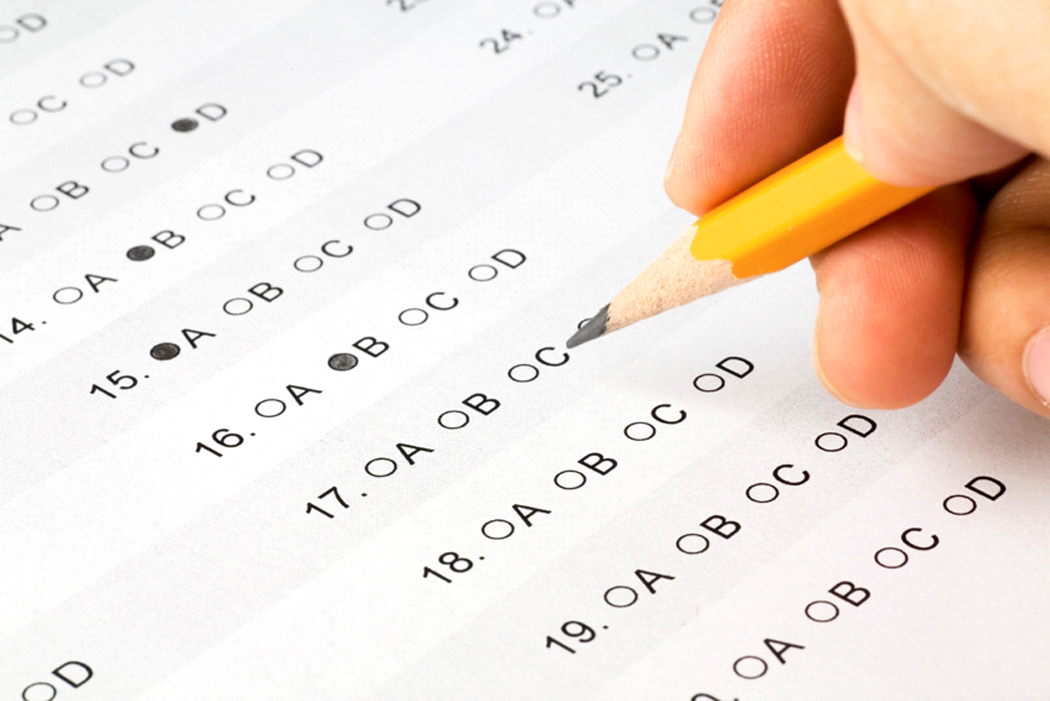 D
C D
A B C D
14. A B C D
15. A B C D
16. A B C D
17. A B C
18. A B C D
19. A B C D
A B C D
D
24.
25. A